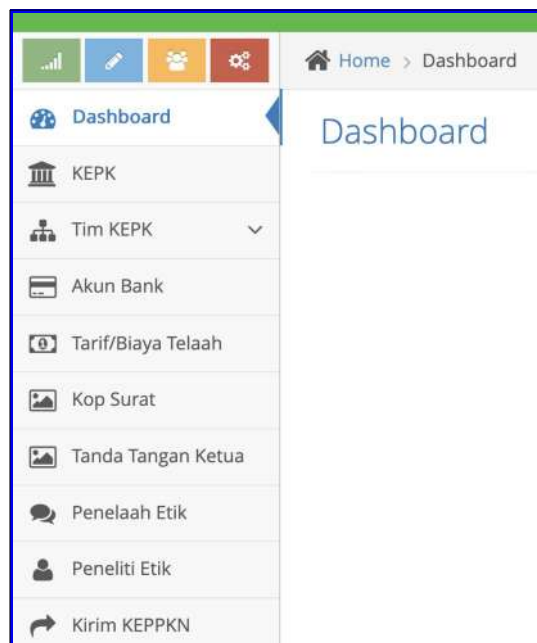 Home > Dashboard
Dashboard
Dashboard
KEPK
Tim KEPK
Akun Bank
Tarif/Biaya Telaah
Kop Surat
Tanda Tangan Ketua
Penelaah Etik
Peneliti Etik
Kirim KEPPKN